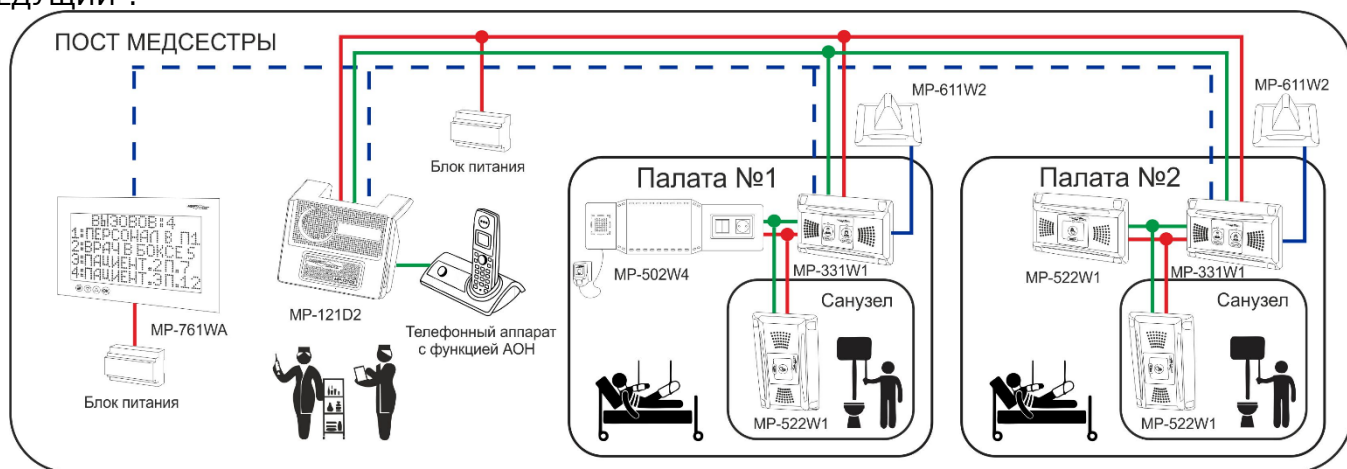 ЕДУЩИЙ".
ПОСТ МЕДСЕСТРЫ
MP-611W2
MP-611W2
Блок питания
Палата №1
Палата №2
ВЫЗОВОВ:4
1:ПЕРСОНАЛ В П1
2:ВРАЧ В БОКСЕ 5
3:ПАЦИЕНТ:2П:7
4:ПАЦИЕНТ:3П:12
MP-761WA
MP-121D2
Телефонный аппарат
с функцией АОН
MP-502W4
MP-331W1
MP-522W1
MP-331W1
Санузел
Санузел
Блок питания
MP-522W1
MP-522W1